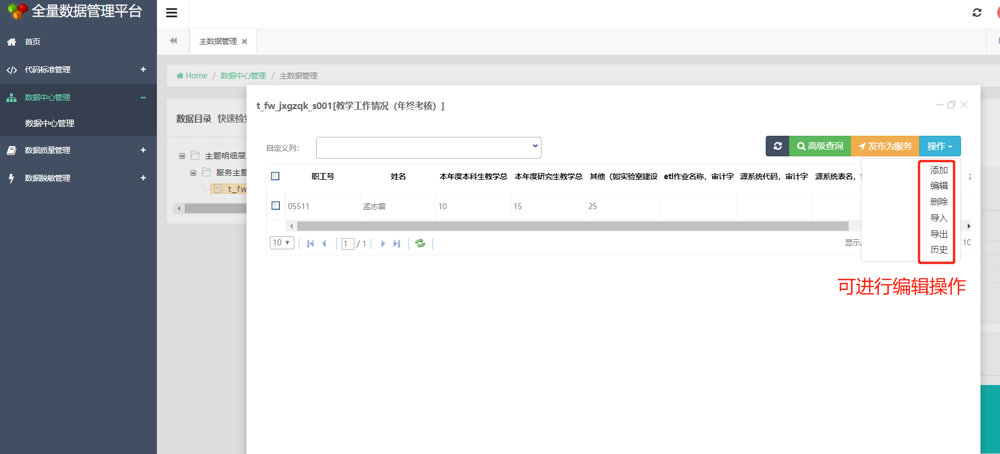 全量数据管理平台
首页
代码标准管理
数据中心管理
数据中心管理
数据质量管理
数据脱敏管理
主数据管理
Home / 数据中心管理 / 主数据管理
数据目录 快速检
主题明细层
服务主题
t_fw
t_fw_jxgzqk_s001[教学工作情况（年终考核）]
自定义列：
高级查询 发布为服务 操作
职工号 姓名 本年度本科生教学总 本年度研究生教学总 其他（如实验室建设 etl作业名称，审计字 源系统代码，审计字 源系统表名，
05511 孟志雷 10 15 25
10 1 / 1 显示 10
添加
编辑
删除
导入
导出
历史
可进行编辑操作